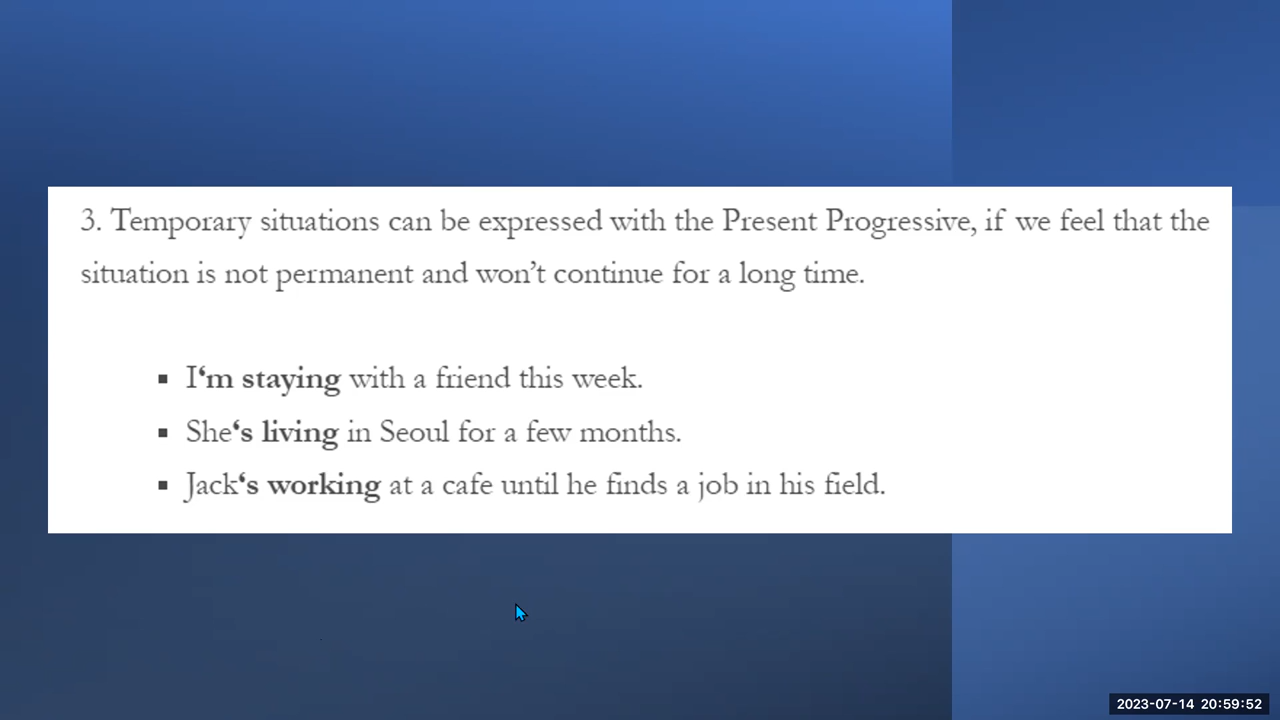 3. Temporary situations can be expressed with the Present Progressive, if we feel that the
situation is not permanent and won’t continue for a long time.
▪ I‘m staying with a friend this week.
▪ She‘s living in Seoul for a few months.
▪ Jack‘s working at a cafe until he finds a job in his field.
2023-07-14 20:59:52